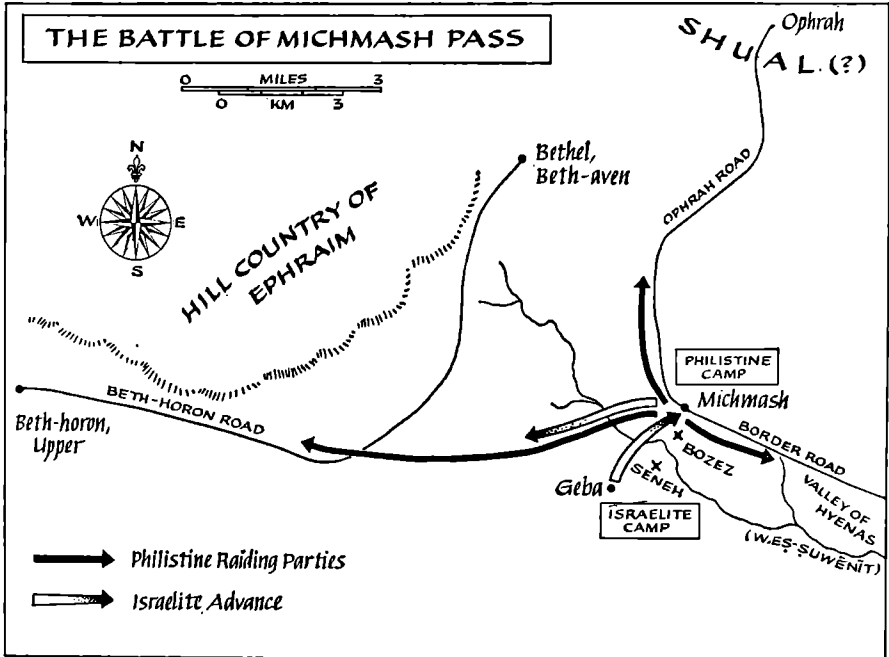 THE BATTLE OF MICHMASH PASS
0 MILES 3
0 KM 3
N
W E
S
Ophrah
SHUAL (?)
Bethel,
Beth-aven
OPHRAH ROAD
HILL COUNTRY OF
EPHRAIM
PHILISTINE
CAMP
Michmash
BETH-HORON ROAD
Beth-horon,
Upper
BORDER ROAD
BOZEZ
SENEH
Geba
VALLEY OF
HYENAS
ISRAELITE
CAMP
(W. EṢ-ṢUWĒNĪT)
Philistine Raiding Parties
Israelite Advance